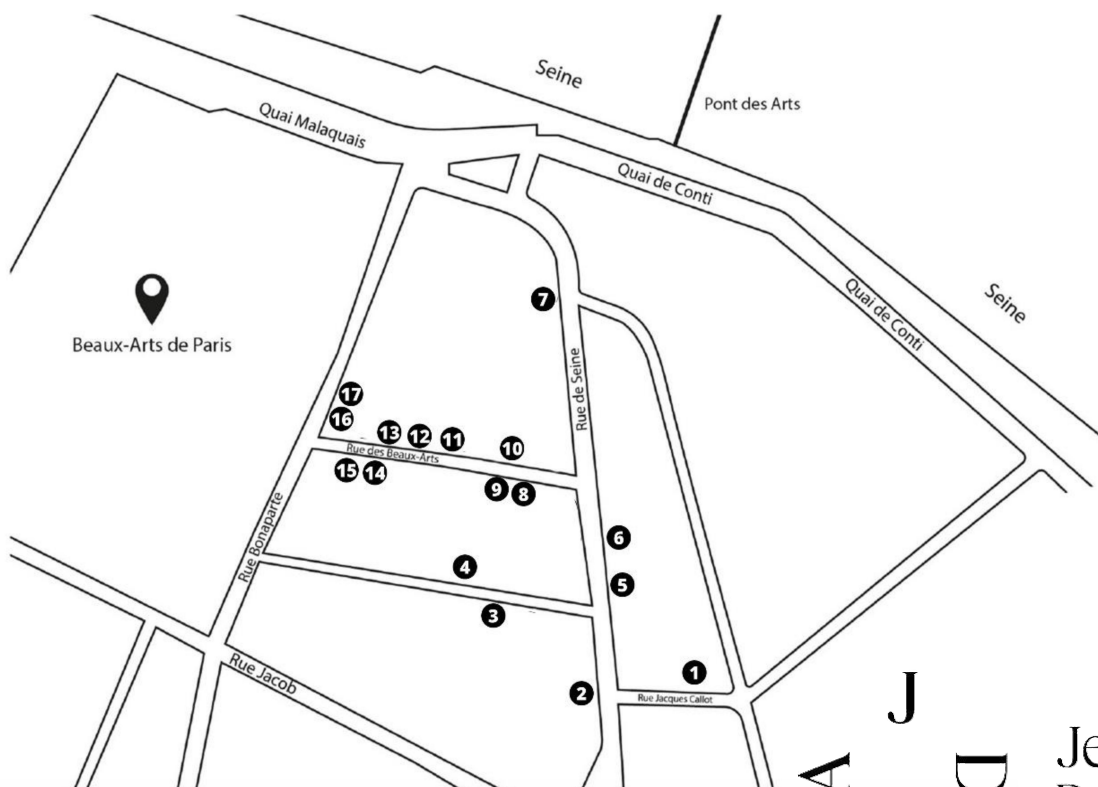 Seine
Pont des Arts
Quai Malaquais
Quai de Conti
Seine
Quai de Conti
7
Beaux-Arts de Paris
Rue de Seine
17
16
13
12
11
10
Rue des Beaux-Arts
15
14
9
8
Rue Bonaparte
6
4
5
3
Rue Jacob
2
1
Rue Jacques Callot
J
Je
A
D